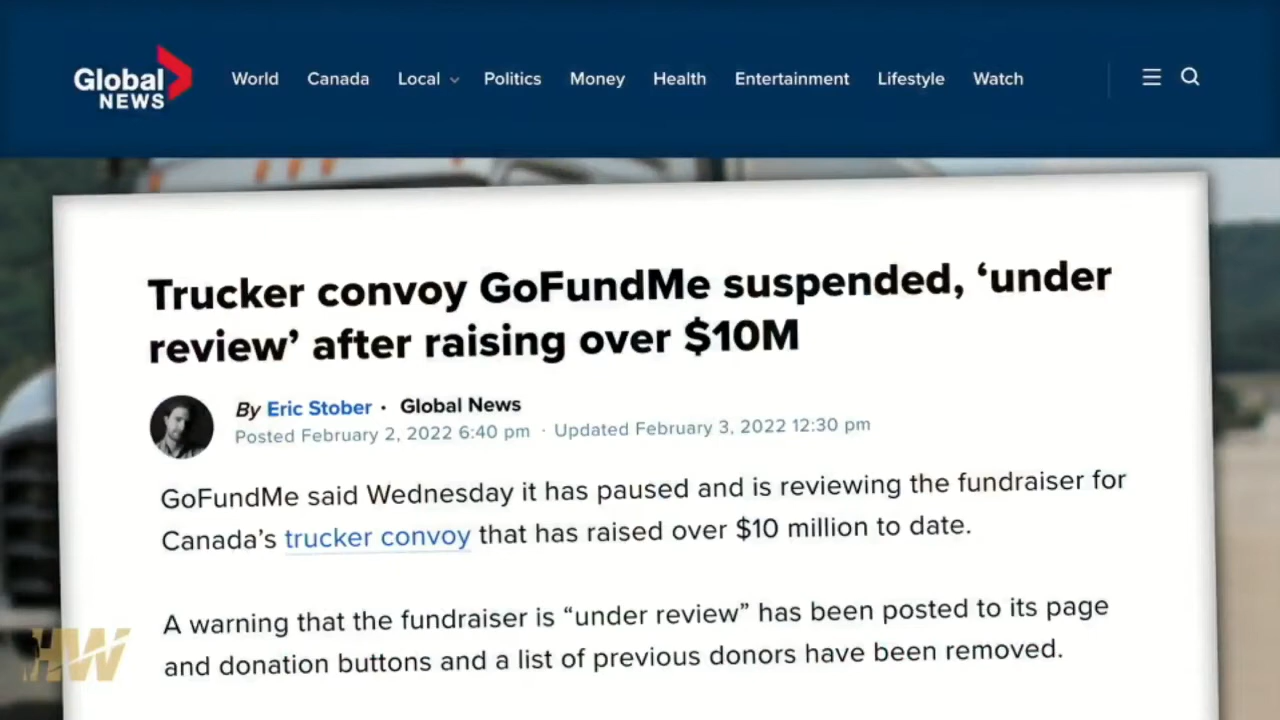 Global NEWS
World Canada Local Politics Money Health Entertainment Lifestyle Watch
Trucker convoy GoFundMe suspended, ‘under
review’ after raising over $10M
By Eric Stober · Global News
Posted February 2, 2022 6:40 pm · Updated February 3, 2022 12:30 pm
GoFundMe said Wednesday it has paused and is reviewing the fundraiser for
Canada’s trucker convoy that has raised over $10 million to date.
A warning that the fundraiser is “under review” has been posted to its page
and donation buttons and a list of previous donors have been removed.
HW